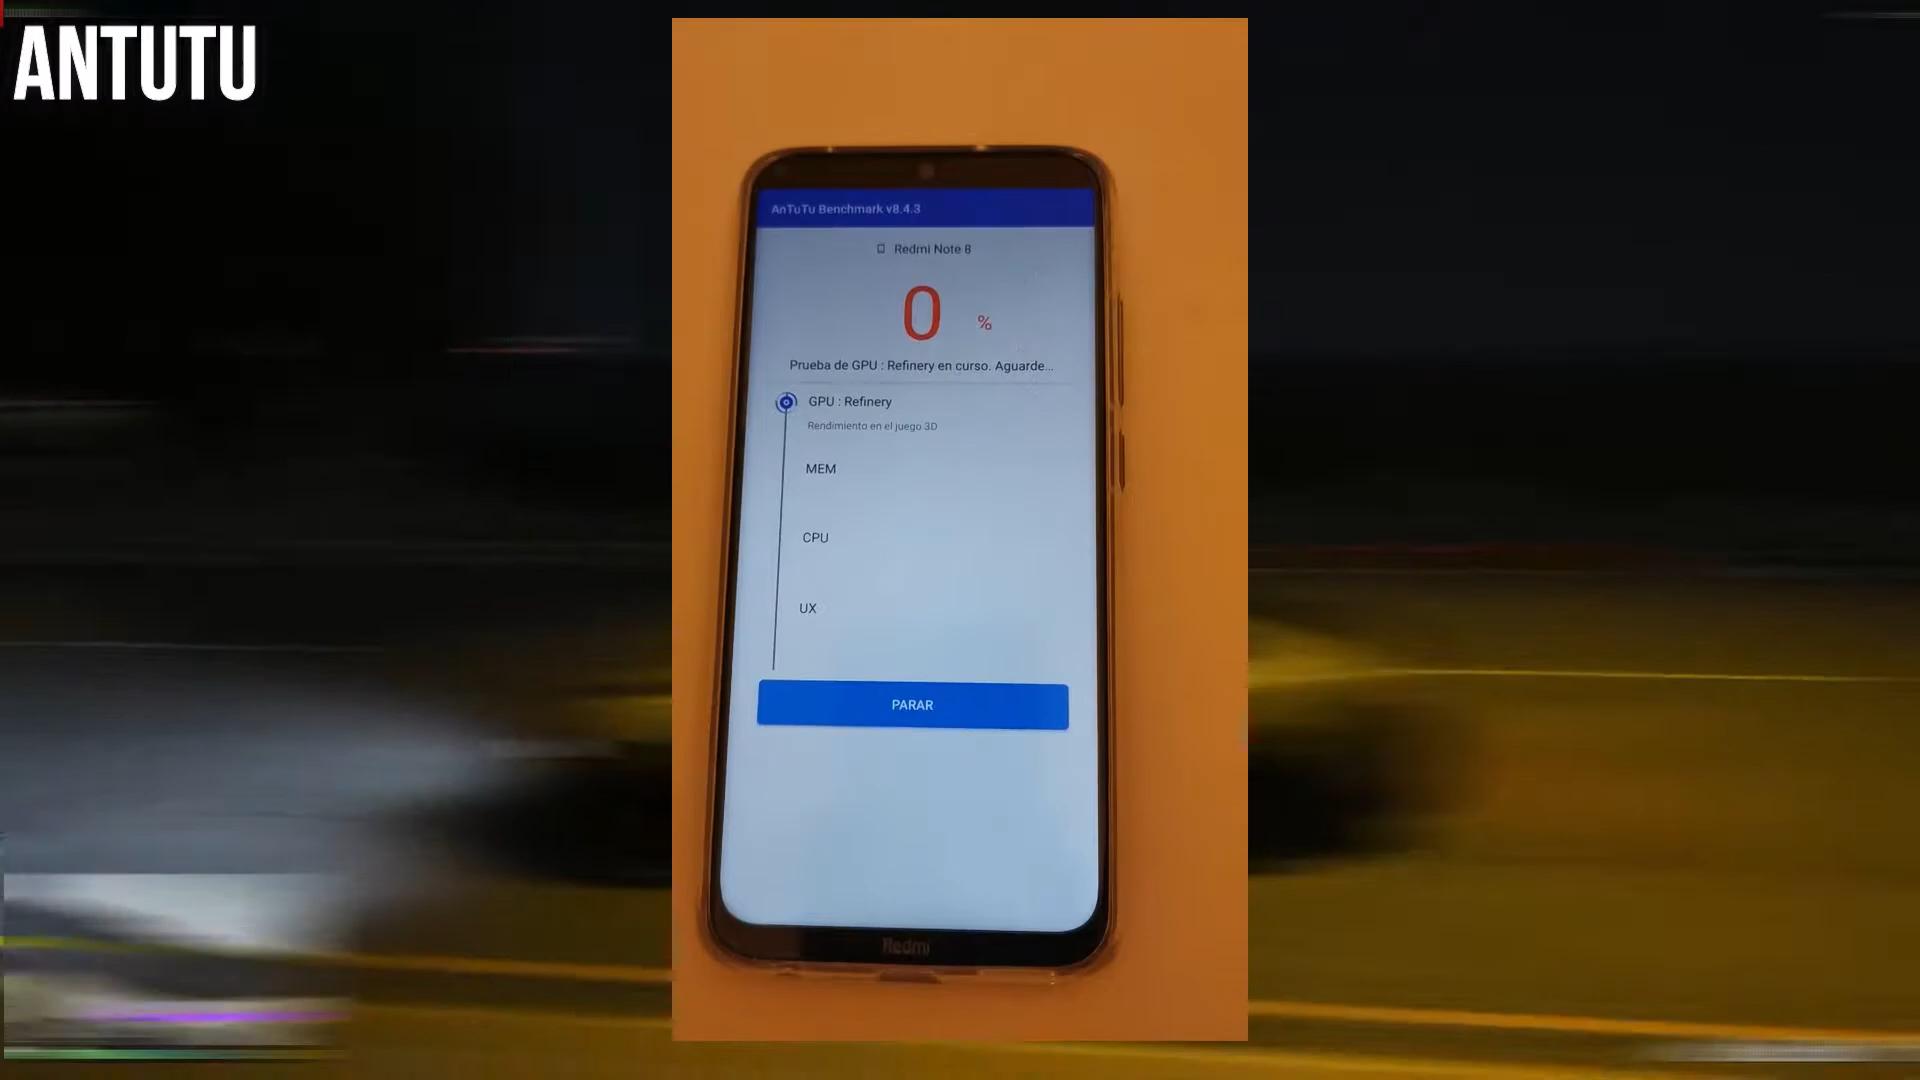 ANTUTU
AnTuTu Benchmark v8.4.3
Redmi Note 8
0 %
Prueba de GPU : Refinery en curso. Aguarde...
GPU : Refinery
Rendimiento en el juego 3D
MEM
CPU
UX
PARAR
Redmi